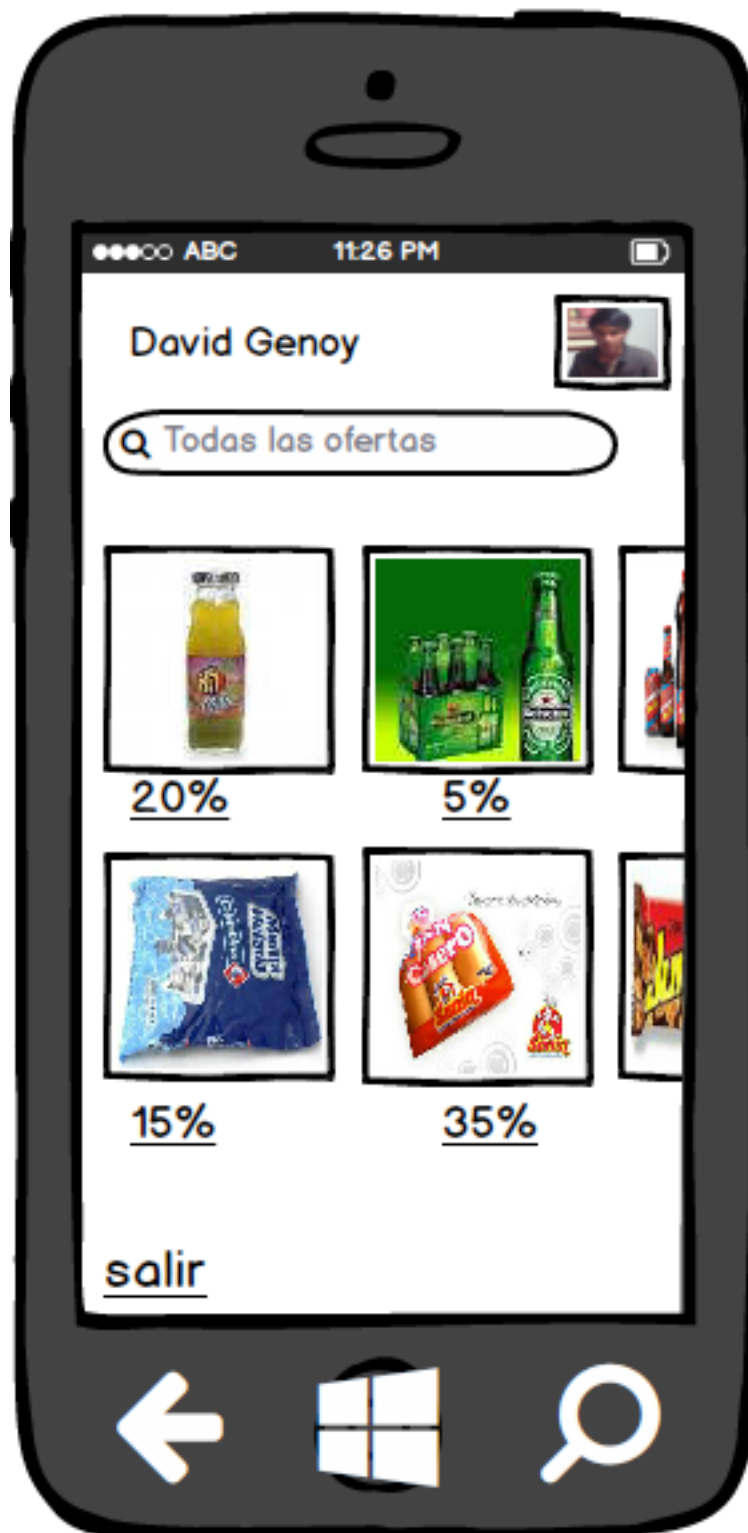 ABC 11:26 PM
David Genoy
Todas las ofertas
20% 5%
15% 35%
salir